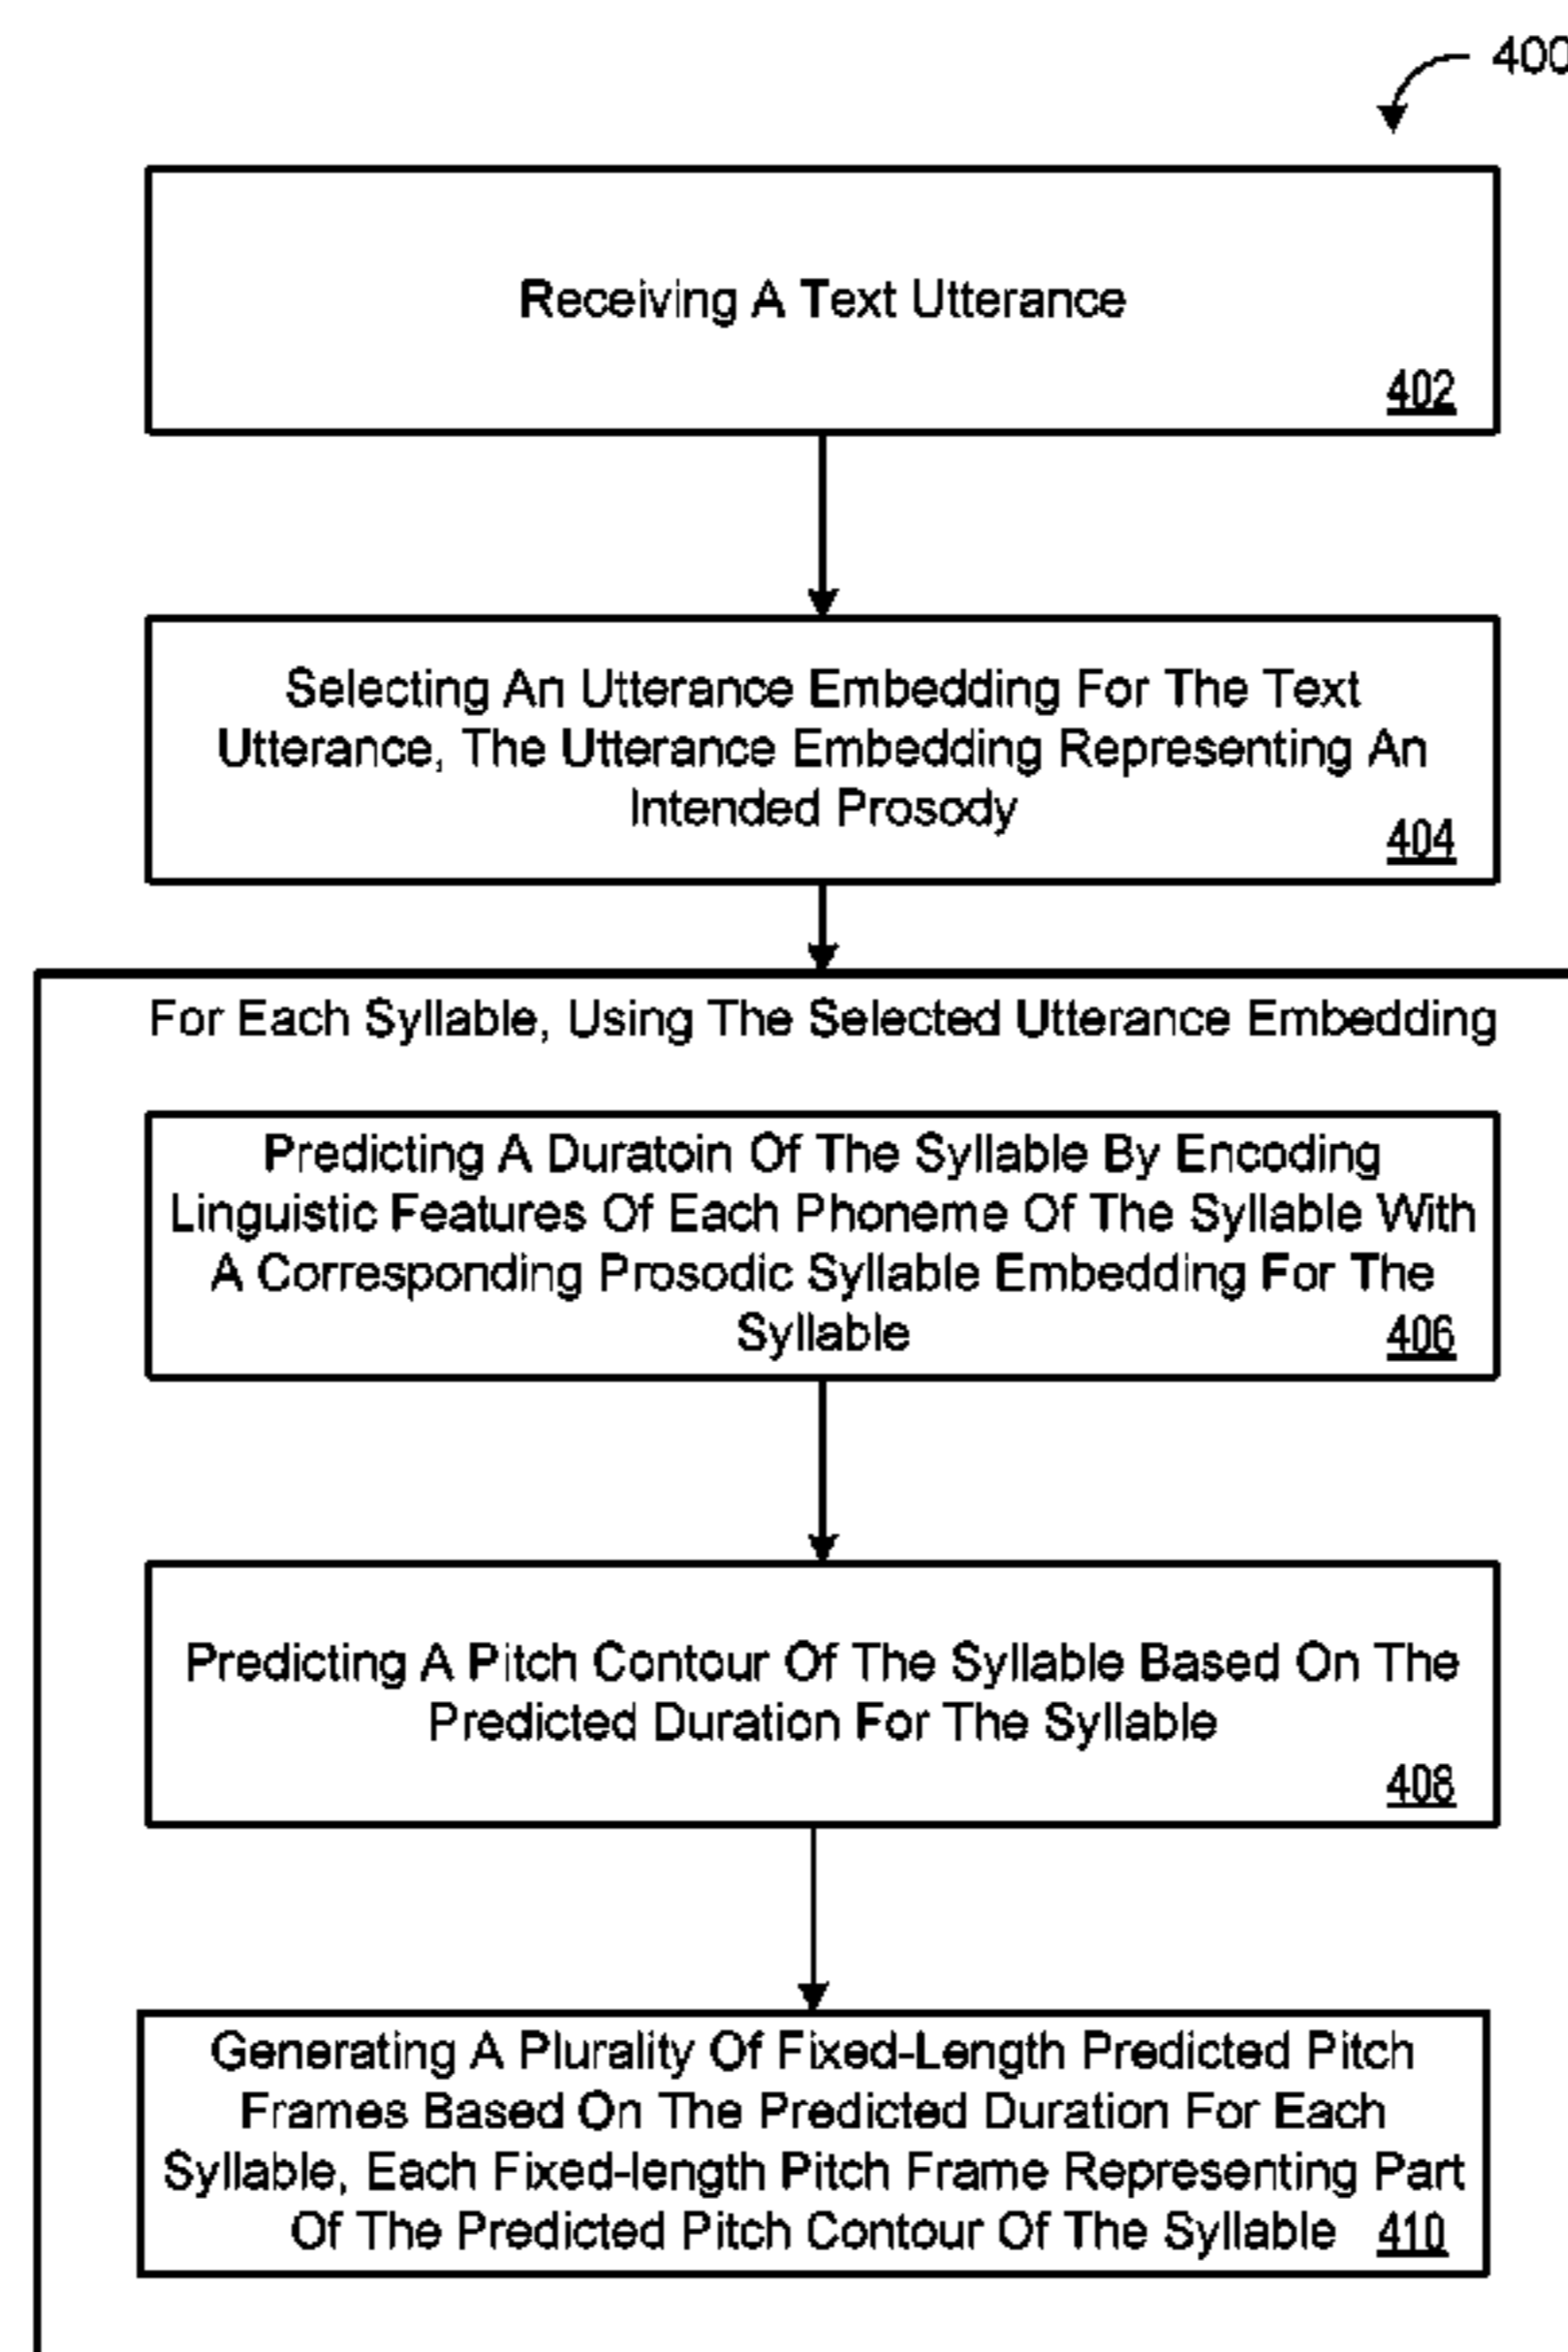 400
Receiving A Text Utterance
402
Selecting An Utterance Embedding For The Text
Utterance, The Utterance Embedding Representing An
Intended Prosody
404
For Each Syllable, Using The Selected Utterance Embedding
Predicting A Duratoin Of The Syllable By Encoding
Linguistic Features Of Each Phoneme Of The Syllable With
A Corresponding Prosodic Syllable Embedding For The
Syllable 406
Predicting A Pitch Contour Of The Syllable Based On The
Predicted Duration For The Syllable
408
Generating A Plurality Of Fixed-Length Predicted Pitch
Frames Based On The Predicted Duration For Each
Syllable, Each Fixed-length Pitch Frame Representing Part
Of The Predicted Pitch Contour Of The Syllable 410